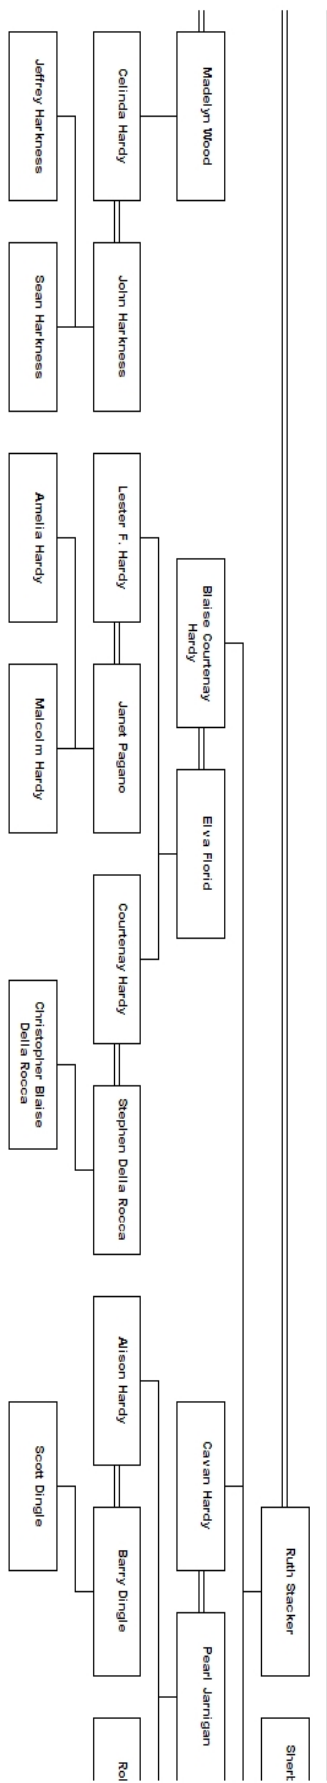 Ruth Stacker
Madelyn Wood
Blaise Courtenay
Hardy
Elva Florid
Cavan Hardy
Pearl Jarnigan
Celinda Hardy
John Harkness
Lester F. Hardy
Janet Pagano
Courtenay Hardy
Stephen Della Rocca
Alison Hardy
Barry Dingle
Jeffrey Harkness
Sean Harkness
Amelia Hardy
Malcolm Hardy
Christopher Blaise
Della Rocca
Scott Dingle